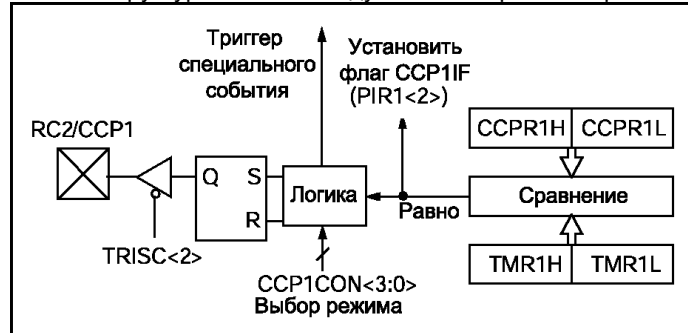 Триггер
специального
события
Установить
флаг CCP1IF
(PIR1<2>)
RC2/CCP1
Q
S
R
Логика
Равно
CCPR1H
CCPR1L
Сравнение
TMR1H
TMR1L
TRISC<2>
CCP1CON<3:0>
Выбор режима